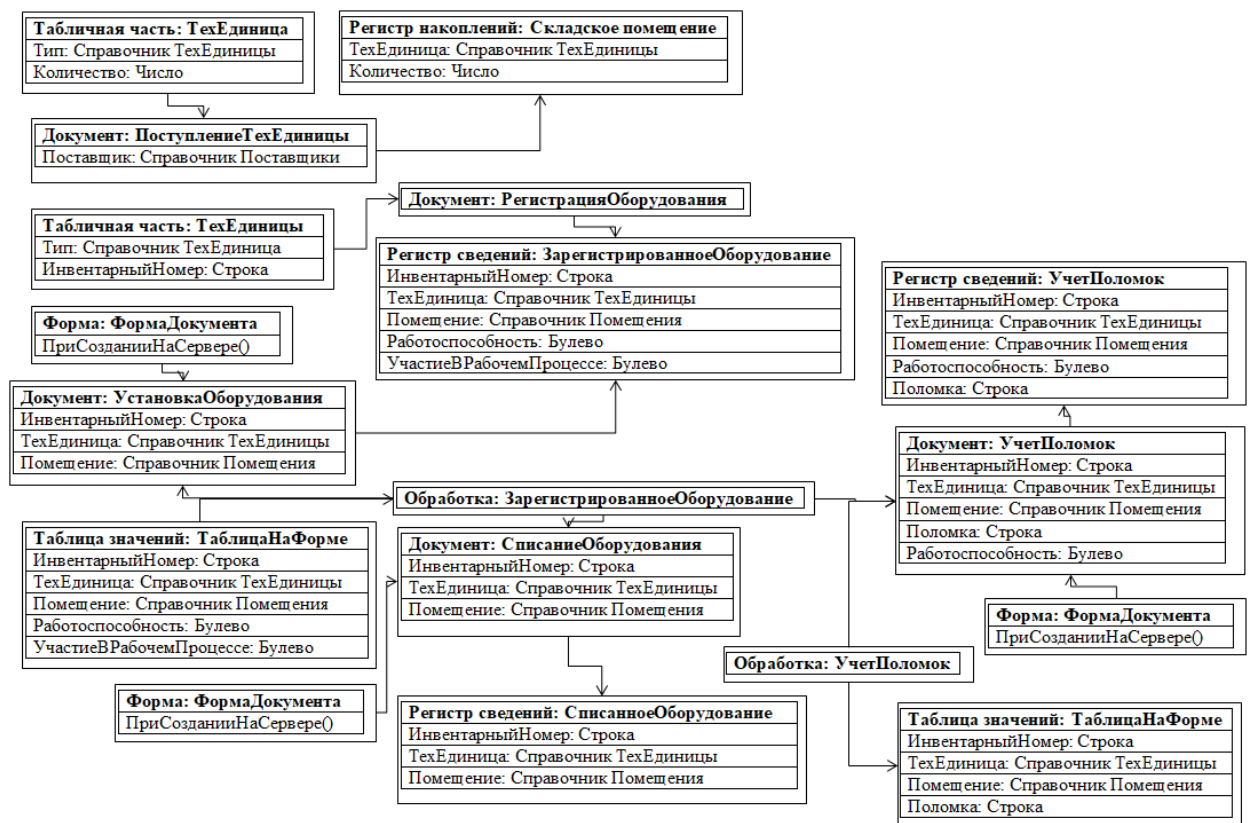 Табличная часть: ТехЕдиница
Тип: Справочник ТехЕдиницы
Количество: Число
Регистр накоплений: Складское помещение
ТехЕдиница: Справочник ТехЕдиницы
Количество: Число
Документ: ПоступлениеТехЕдиницы
Поставщик: Справочник Поставщики
Документ: РегистрацияОборудования
Табличная часть: ТехЕдиницы
Тип: Справочник ТехЕдиница
ИнвентарныйНомер: Строка
Регистр сведений: ЗарегистрированноеОборудование
ИнвентарныйНомер: Строка
ТехЕдиница: Справочник ТехЕдиницы
Помещение: Справочник Помещения
Работоспособность: Булево
УчастиеВРабочемПроцессе: Булево
Регистр сведений: УчетПоломок
ИнвентарныйНомер: Строка
ТехЕдиница: Справочник ТехЕдиницы
Помещение: Справочник Помещения
Работоспособность: Булево
Поломка: Строка
Форма: ФормаДокумента
ПриСозданииНаСервере()
Документ: УстановкаОборудования
ИнвентарныйНомер: Строка
ТехЕдиница: Справочник ТехЕдиницы
Помещение: Справочник Помещения
Документ: УчетПоломок
ИнвентарныйНомер: Строка
ТехЕдиница: Справочник ТехЕдиницы
Помещение: Справочник Помещения
Поломка: Строка
Работоспособность: Булево
Обработка: ЗарегистрированноеОборудование
Таблица значений: ТаблицаНаФорме
ИнвентарныйНомер: Строка
ТехЕдиница: Справочник ТехЕдиницы
Помещение: Справочник Помещения
Работоспособность: Булево
УчастиеВРабочемПроцессе: Булево
Документ: СписаниеОборудования
ИнвентарныйНомер: Строка
ТехЕдиница: Справочник ТехЕдиницы
Помещение: Справочник Помещения
Форма: ФормаДокумента
ПриСозданииНаСервере()
Обработка: УчетПоломок
Форма: ФормаДокумента
ПриСозданииНаСервере()
Регистр сведений: СписанноеОборудование
ИнвентарныйНомер: Строка
ТехЕдиница: Справочник ТехЕдиницы
Помещение: Справочник Помещения
Таблица значений: ТаблицаНаФорме
ИнвентарныйНомер: Строка
ТехЕдиница: Справочник ТехЕдиницы
Помещение: Справочник Помещения
Поломка: Строка